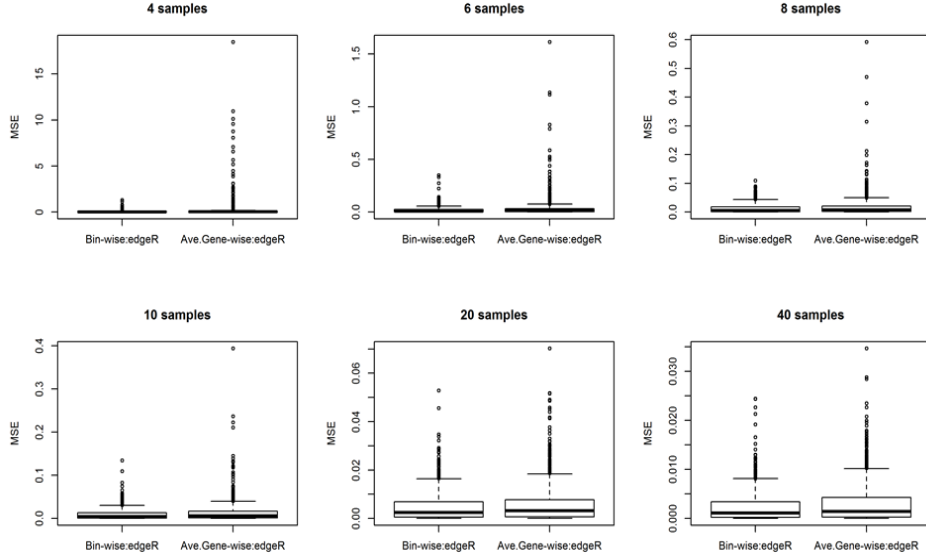 4 samples
MSE
15
10
5
0
Bin-wise:edgeR Ave.Gene-wise:edgeR
6 samples
MSE
1.5
1.0
0.5
0.0
Bin-wise:edgeR Ave.Gene-wise:edgeR
8 samples
MSE
0.6
0.5
0.4
0.3
0.2
0.1
0.0
Bin-wise:edgeR Ave.Gene-wise:edgeR
10 samples
MSE
0.4
0.3
0.2
0.1
0.0
Bin-wise:edgeR Ave.Gene-wise:edgeR
20 samples
MSE
0.06
0.04
0.02
0.00
Bin-wise:edgeR Ave.Gene-wise:edgeR
40 samples
MSE
0.030
0.020
0.010
0.000
Bin-wise:edgeR Ave.Gene-wise:edgeR